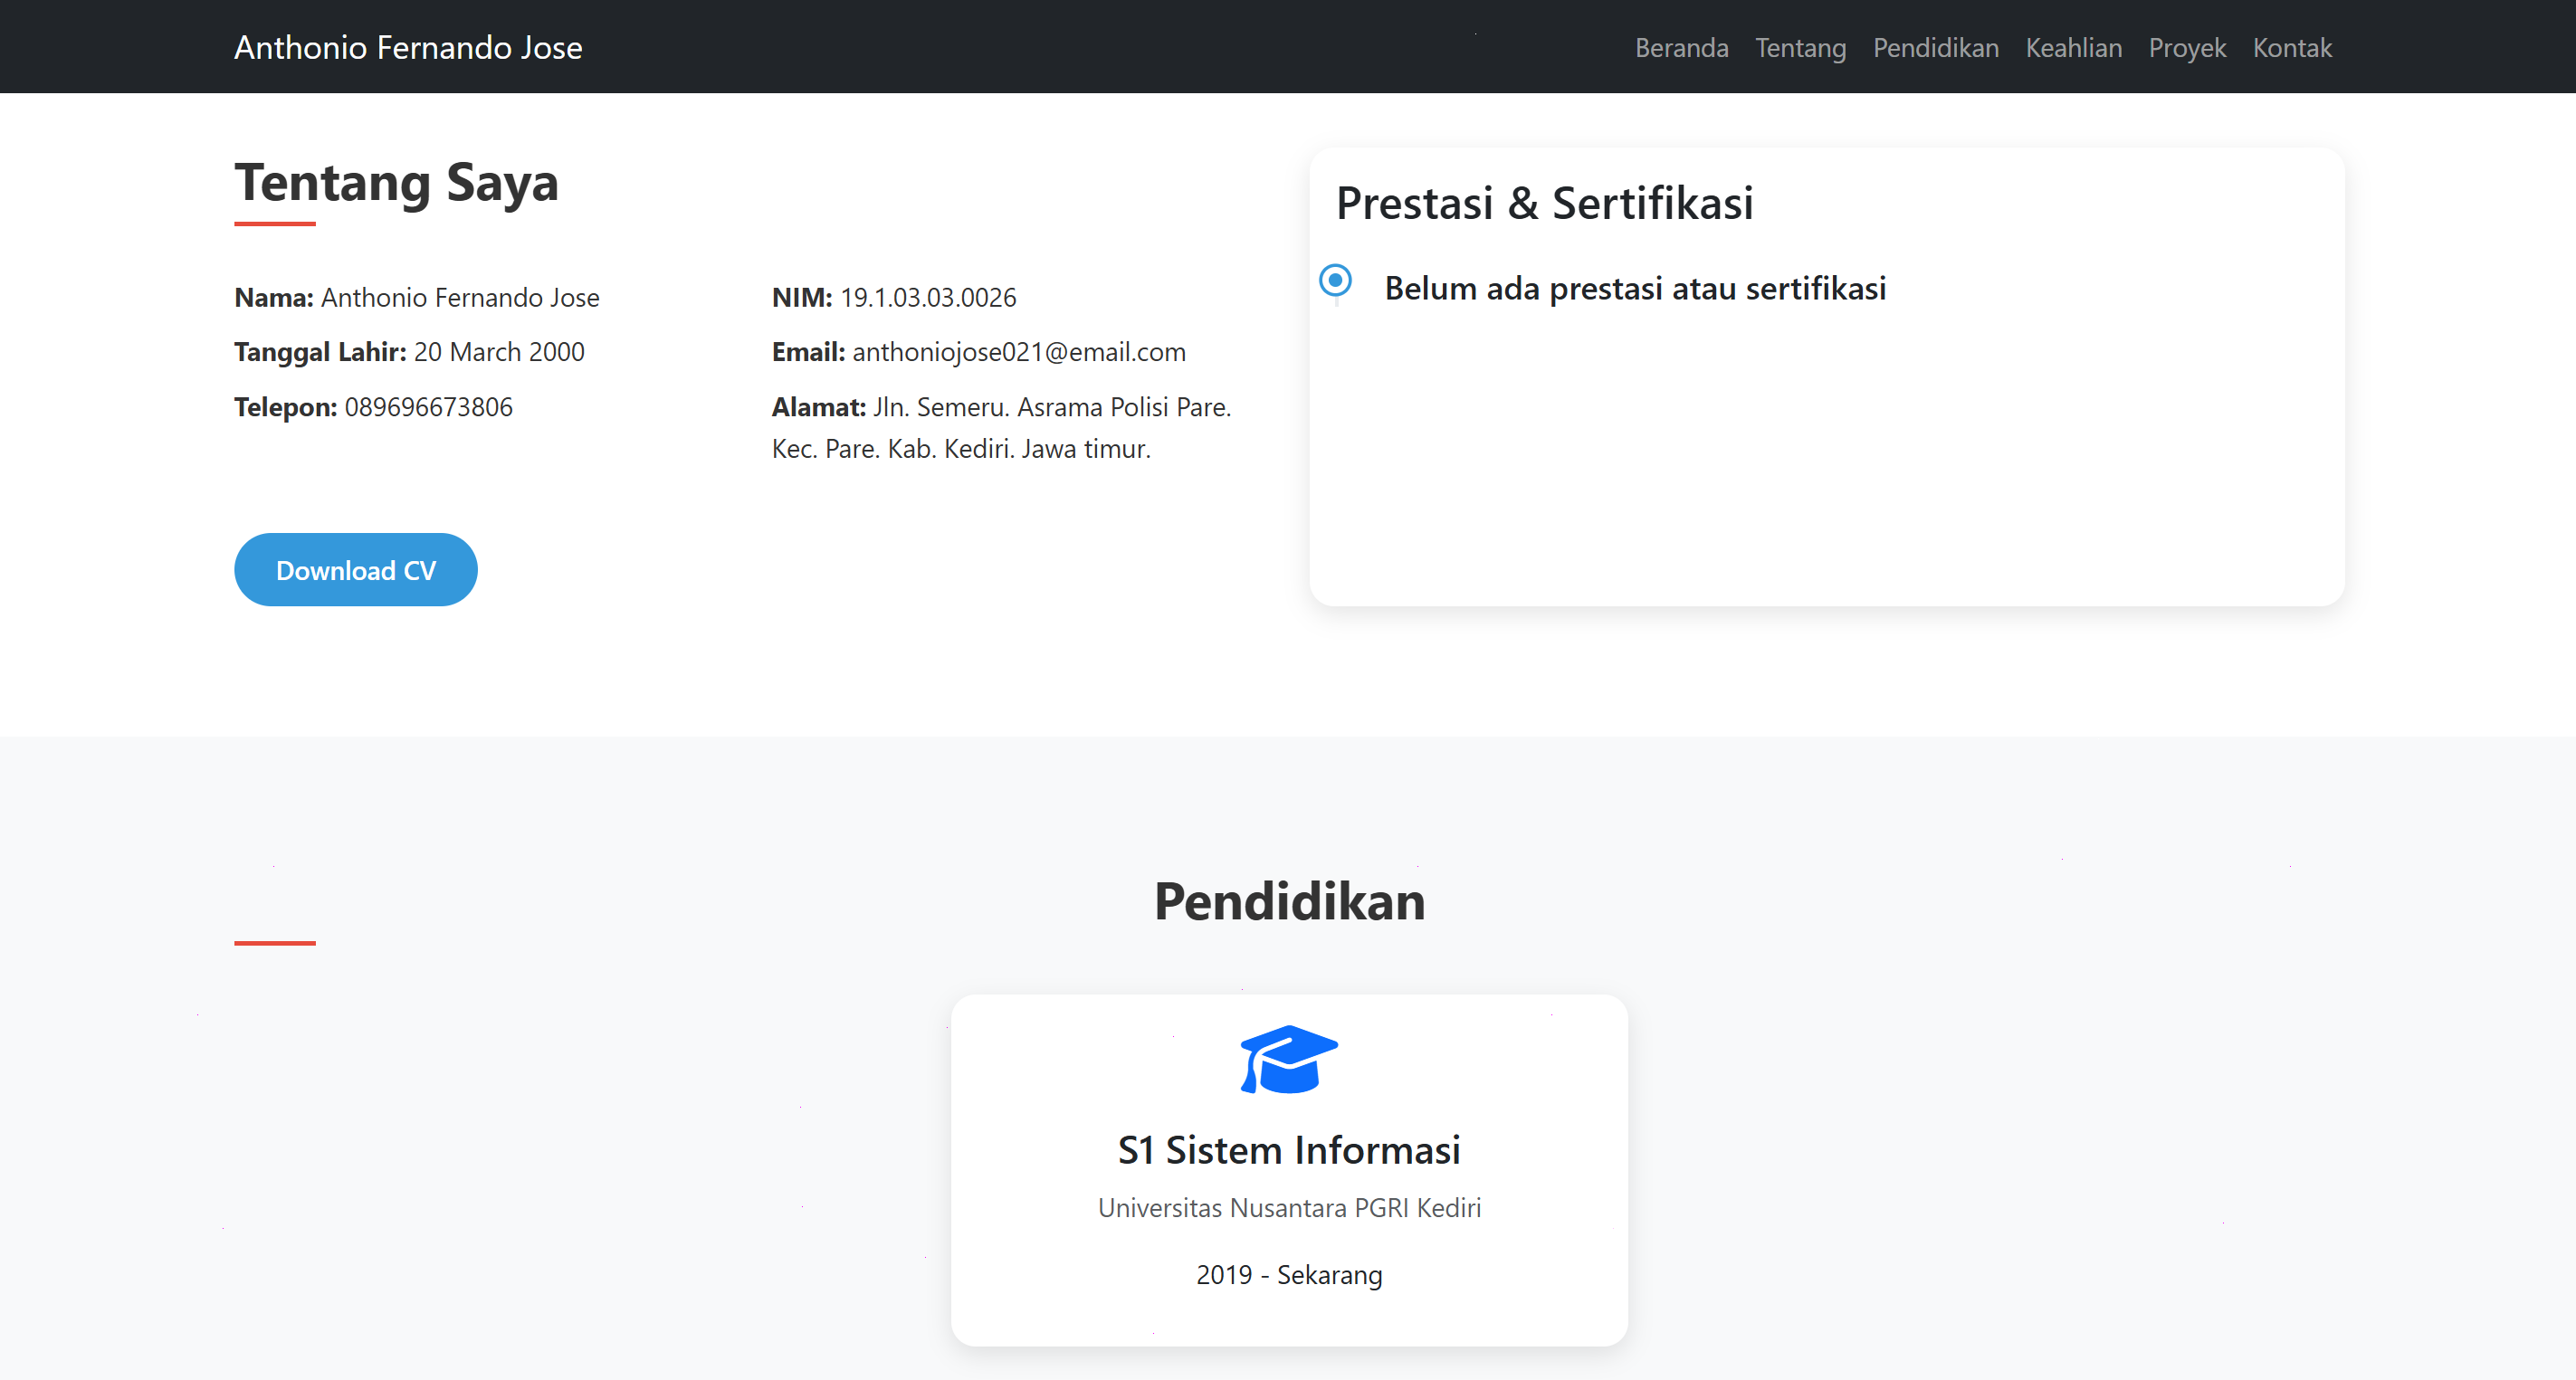 Anthonio Fernando Jose
Beranda Tentang Pendidikan Keahlian Proyek Kontak
Tentang Saya
Nama: Anthonio Fernando Jose
NIM: 19.1.03.03.0026
Tanggal Lahir: 20 March 2000
Email: anthoniojose021@email.com
Telepon: 089696673806
Alamat: Jln. Semeru. Asrama Polisi Pare.
Kec. Pare. Kab. Kediri. Jawa timur.
Download CV
Prestasi & Sertifikasi
Belum ada prestasi atau sertifikasi
Pendidikan
S1 Sistem Informasi
Universitas Nusantara PGRI Kediri
2019 - Sekarang